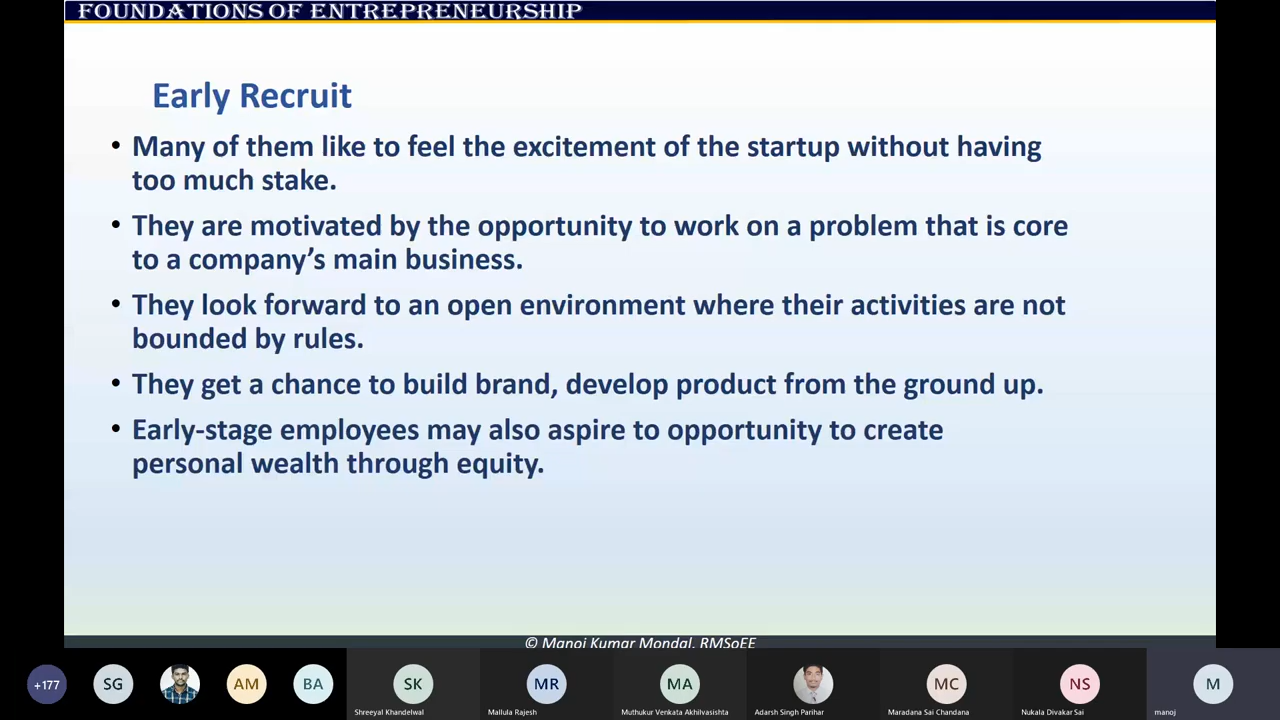 FOUNDATIONS OF ENTREPRENEURSHIP
Early Recruit
• Many of them like to feel the excitement of the startup without having
too much stake.
• They are motivated by the opportunity to work on a problem that is core
to a company’s main business.
• They look forward to an open environment where their activities are not
bounded by rules.
• They get a chance to build brand, develop product from the ground up.
• Early-stage employees may also aspire to opportunity to create
personal wealth through equity.
© Manoj Kumar Mondal, RMSoEE
+177 SG AM BA SK MR MA MC NS M
Shreeyal Khandelwal Mallula Rajesh Muthukur Venkata Akhilvasishta Adarsh Singh Parihar Maradana Sai Chandana Nukala Divakar Sai manoj